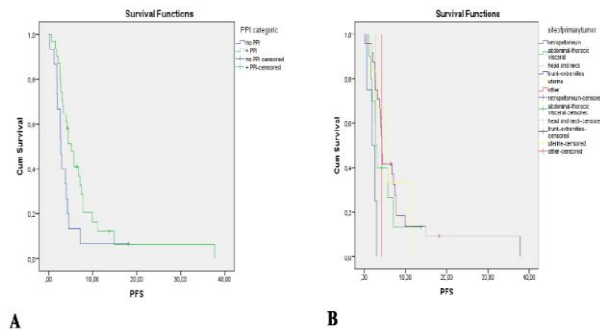 Survival Functions
PPI categoric
no PPI
+ PPI
no PPI-censored
+ PPI-censored
Cum Survival
1,0
0,8
0,6
0,4
0,2
0,0
,00
10,00
20,00
30,00
40,00
PFS
A
Survival Functions
siteofprimarytumor
retroperitoneum
abdominal-thoracic
visceral
head and neck
trunk-extremities
uterine
other
retroperitoneum-censored
abdominal-thoracic
visceral-censored
head and neck-censored
trunk-extremities-
censored
uterine-censored
other-censored
Cum Survival
1,0
0,8
0,6
0,4
0,2
0,0
,00
10,00
20,00
30,00
40,00
PFS
B